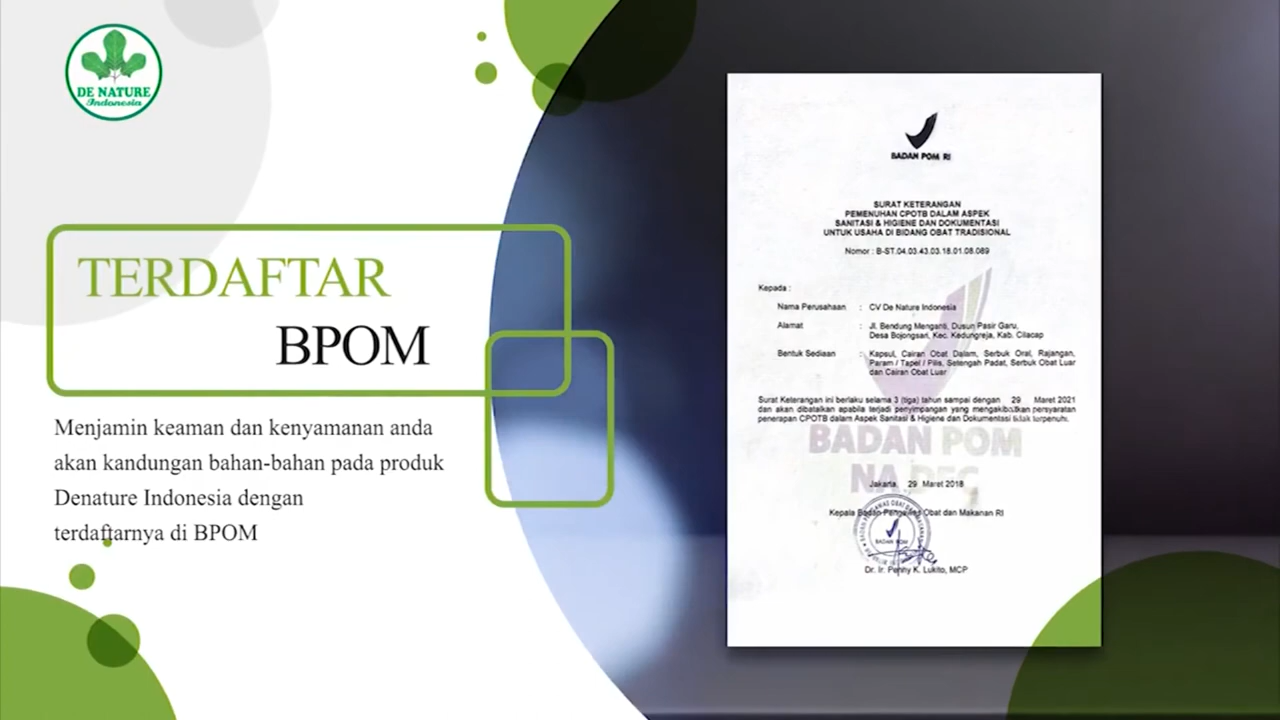 DE NATURE
Indonesia
TERDAFTAR
BPOM
Menjamin keaman dan kenyamanan anda
akan kandungan bahan-bahan pada produk
Denature Indonesia dengan
terdaftarnya di BPOM
BADAN POM RI
SURAT KETERANGAN
PEMENUHAN CPOTB DALAM ASPEK
SANITASI & HIGIENE DAN DOKUMENTASI
UNTUK USAHA DI BIDANG OBAT TRADISIONAL
Nomor : B-ST.04.03.43.03.18.01.08.089
Kepada :
Nama Perusahaan : CV De Nature Indonesia
Alamat : Jl. Bendung Menganti, Dusun Pasir Garu,
Desa Bojongsari, Kec. Kedungreja, Kab. Cilacap
Bentuk Sediaan : Kapsul, Cairan Obat Dalam, Serbuk Oral, Rajangan,
Param / Tapel / Pilis, Setengah Padat, Serbuk Obat Luar
dan Cairan Obat Luar
Surat Keterangan ini berlaku selama 3 (tiga) tahun sampai dengan 29 Maret 2021
dan akan dibatalkan apabila terjadi penyimpangan yang mengakibatkan persyaratan
penerapan CPOTB dalam Aspek Sanitasi & Higiene dan Dokumentasi tidak terpenuhi.
BADAN POM
Jakarta, 29 Maret 2018
Kepala Badan Pengawas Obat dan Makanan RI
BADAN POM
Dr. Ir. Penny K. Lukito, MCP